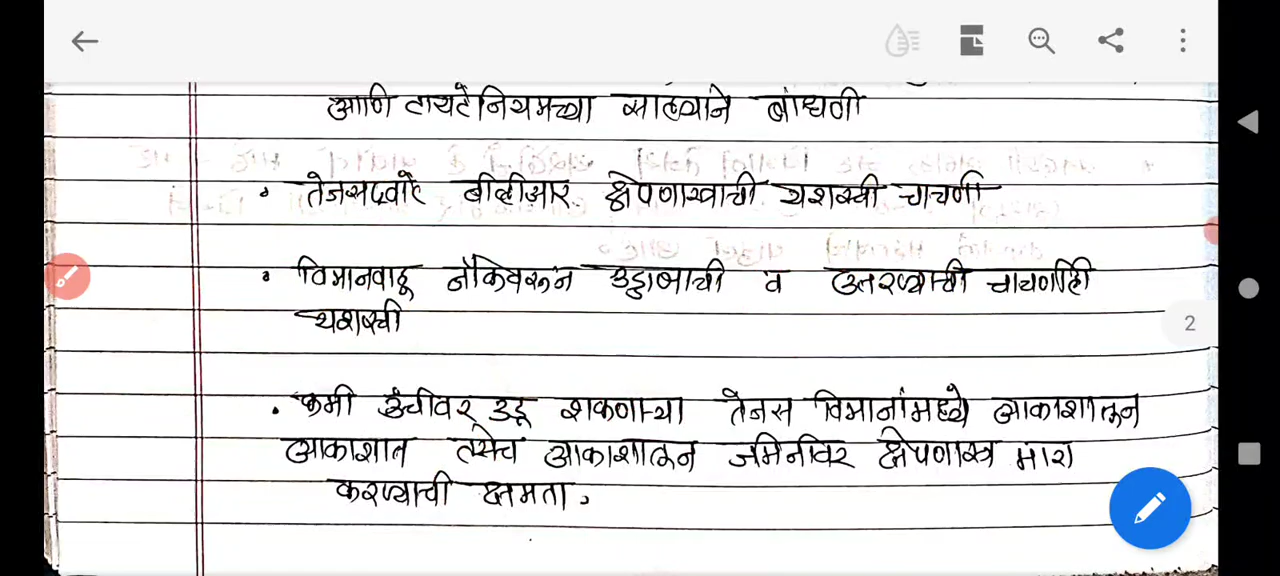 आणि टायटेनियमच्या साह्याने बांधणी
• तेजसद्वारे बीव्हीआर क्षेपणास्त्राची यशस्वी चाचणी
• विमानवाहू नौकेवरून उड्डाणाची व उतरण्याची चाचणीही
यशस्वी
2
• कमी उंचीवर उडू शकणाऱ्या तेजस विमानांमध्ये आकाशातून
आकाशात तसेच आकाशातून जमिनीवर क्षेपणास्त्र मारा
करण्याची क्षमता.